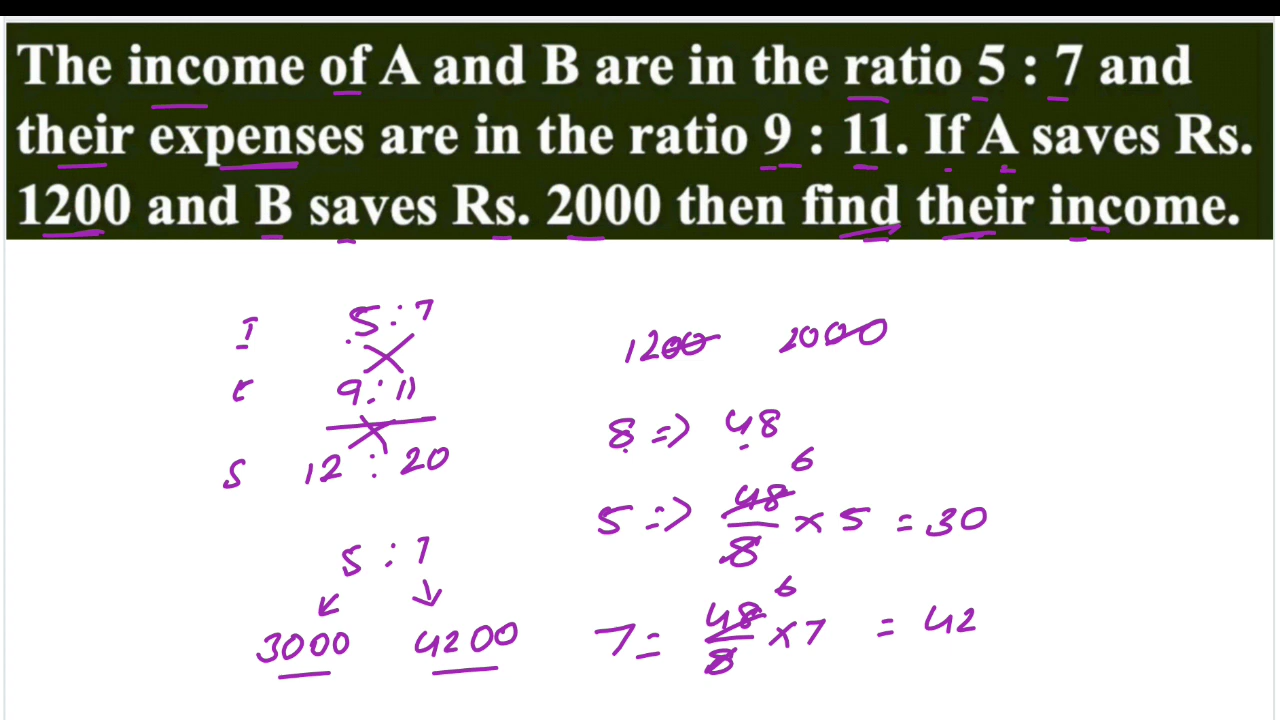 The income of A and B are in the ratio 5 : 7 and
their expenses are in the ratio 9 : 11. If A saves Rs.
1200 and B saves Rs. 2000 then find their income.
I 5 : 7
E 9 : 11
S 12 : 20
5 : 7
3000 4200
1200 2000
8 => 48
6
5 => 48/8 x 5 = 30
6
7 = 48/8 x 7 = 42